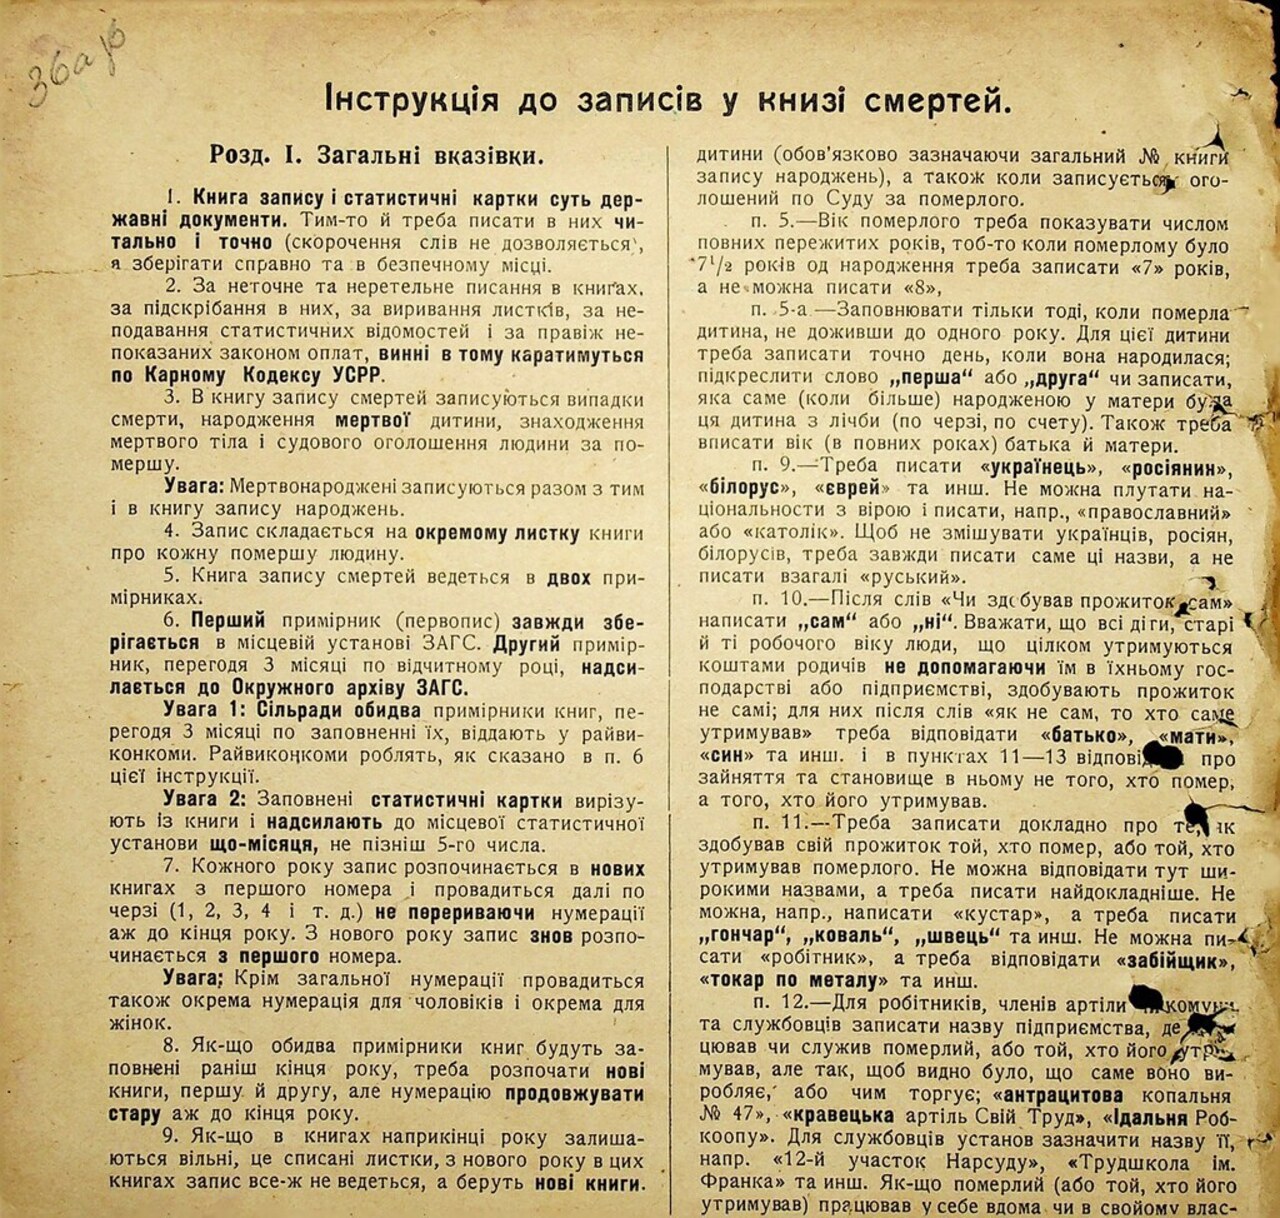 36
Інструкція до записів у книзі смертей.
Розд. I. Загальні вказівки.
1. Книга запису і статистичні картки суть дер-
жавні документи. Тим-то й треба писати в них чи-
тально і точно (скорочення слів не дозволяється),
я зберігати справно та в безпечному місці.
2. За неточне та неретельне писання в книгах,
за підскрібання в них, за виривання листків, за не-
подавання статистичних відомостей і за правіж не-
показаних законом оплат, винні в тому каратимуться
по Карному Кодексу УСРР.
3. В книгу запису смертей записуються випадки
смерти, народження мертвої дитини, знаходження
мертвого тіла і судового оголошення людини за по-
мершу.
Увага: Мертвонароджені записуються разом з тим
і в книгу запису народжень.
4. Запис складається на окремому листку книги
про кожну помершу людину.
5. Книга запису смертей ведеться в двох при-
мірниках.
6. Перший примірник (первопис) завжди збе-
рігається в місцевій установі ЗАГС. Другий примір-
ник, перегодя 3 місяці по відчитному році, надси-
лається до Окружного архіву ЗАГС.
Увага 1: Сільради обидва примірники книг, пе-
регодя 3 місяці по заповненні їх, віддають у райви-
конкоми. Райвиконкоми роблять, як сказано в п. 6
цієї інструкції.
Увага 2: Заповнені статистичні картки вирізу-
ють із книги і надсилають до місцевої статистичної
установи що-місяця, не пізніш 5-го числа.
7. Кожного року запис розпочинається в нових
книгах з першого номера і провадиться далі по
черзі (1, 2, 3, 4 і т. д.) не перериваючи нумерації
аж до кінця року. З нового року запис знов розпо-
чинається з першого номера.
Увага: Крім загальної нумерації провадиться
також окрема нумерація для чоловіків і окрема для
жінок.
8. Як-що обидва примірники книг будуть за-
повнені раніш кінця року, треба розпочати нові
книги, першу й другу, але нумерацію продовжувати
стару аж до кінця року.
9. Як-що в книгах наприкінці року залиша-
ються вільні, це списані листки, з нового року в цих
книгах запис все-ж не ведеться, а беруть нові книги.
дитини (обов'язково зазначаючи загальний № книги
запису народжень), а також коли записується ого-
лошений по Суду за померлого.
п. 5.—Вік померлого треба показувати числом
повних пережитих років, тоб-то коли померлому було
7½ років од народження треба записати «7» років,
а не можна писати «8»,
п. 5-а —Заповнювати тільки тоді, коли померла
дитина, не доживши до одного року. Для цієї дитини
треба записати точно день, коли вона народилася;
підкреслити слово „перша“ або „друга“ чи записати,
яка саме (коли більше) народженою у матери була
ця дитина з лічби (по черзі, по счету). Також треба
вписати вік (в повних роках) батька й матери.
п. 9.—Треба писати «українець», «росіянин»,
«білорус», «єврей» та инш. Не можна плутати на-
ціональности з вірою і писати, напр., «православний»
або «католік». Щоб не змішувати українців, росіян,
білорусів, треба завжди писати саме ці назви, а не
писати взагалі «руський».
п. 10.—Після слів «Чи здобував прожиток сам»
написати „сам“ або „ні“. Вважати, що всі діти, старі
й ті робочого віку люди, що цілком утримуються
коштами родичів не допомагаючи їм в їхньому гос-
подарстві або підприємстві, здобувають прожиток
не самі; для них після слів «як не сам, то хто саме
утримував» треба відповідати «батько», «мати»,
«син» та инш. і в пунктах 11—13 відповід про
зайняття та становище в ньому не того, хто помер,
а того, хто його утримував.
п. 11.—Треба записати докладно про те, як
здобував свій прожиток той, хто помер, або той, хто
утримував померлого. Не можна відповідати тут ши-
рокими назвами, а треба писати найдокладніше. Не
можна, напр., написати «кустар», а треба писати
„гончар“, „коваль“, „швець“ та инш. Не можна пи-
сати «робітник», а треба відповідати «забійщик»,
«токар по металу» та инш.
п. 12.—Для робітників, членів артіли
та службовців записати назву підприємства, де
цював чи служив померлий, або той, хто його утри-
мував, але так, щоб видно було, що саме воно ви-
робляє, або чим торгує; «антрацитова копальня
№ 47», «кравецька артіль Свій Труд», «Ідальня Роб-
коопу». Для службовців установ зазначити назву її,
напр. «12-й участок Нарсуду», «Трудшкола ім.
Франка» та инш. Як-що померлий (або той, хто його
утримував) працював у себе вдома чи в свойому влас-